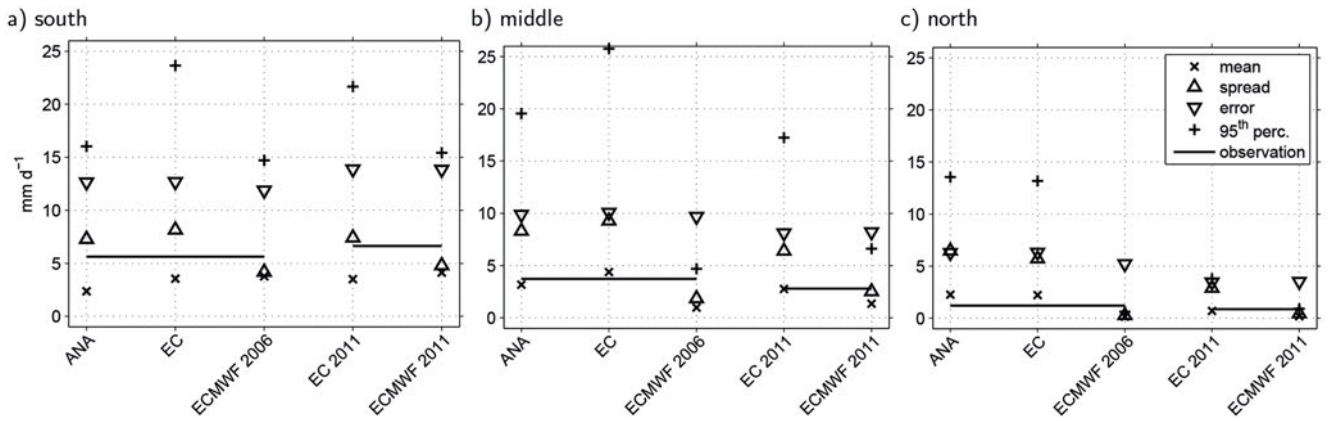 a) south
b) middle
c) north
mm d⁻¹
25
20
15
10
5
0
ANA
EC
ECMWF 2006
EC 2011
ECMWF 2011
25
20
15
10
5
0
ANA
EC
ECMWF 2006
EC 2011
ECMWF 2011
25
20
15
10
5
0
ANA
EC
ECMWF 2006
EC 2011
ECMWF 2011
mean
spread
error
95th perc.
observation